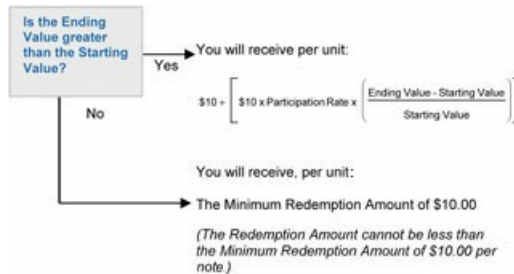 Is the Ending
Value greater
than the Starting
Value?
Yes
You will receive per unit:
$10 + [ $10 x Participation Rate x ( Ending Value - Starting Value
Starting Value ) ]
No
You will receive, per unit:
The Minimum Redemption Amount of $10.00
(The Redemption Amount cannot be less than
the Minimum Redemption Amount of $10.00 per
note.)